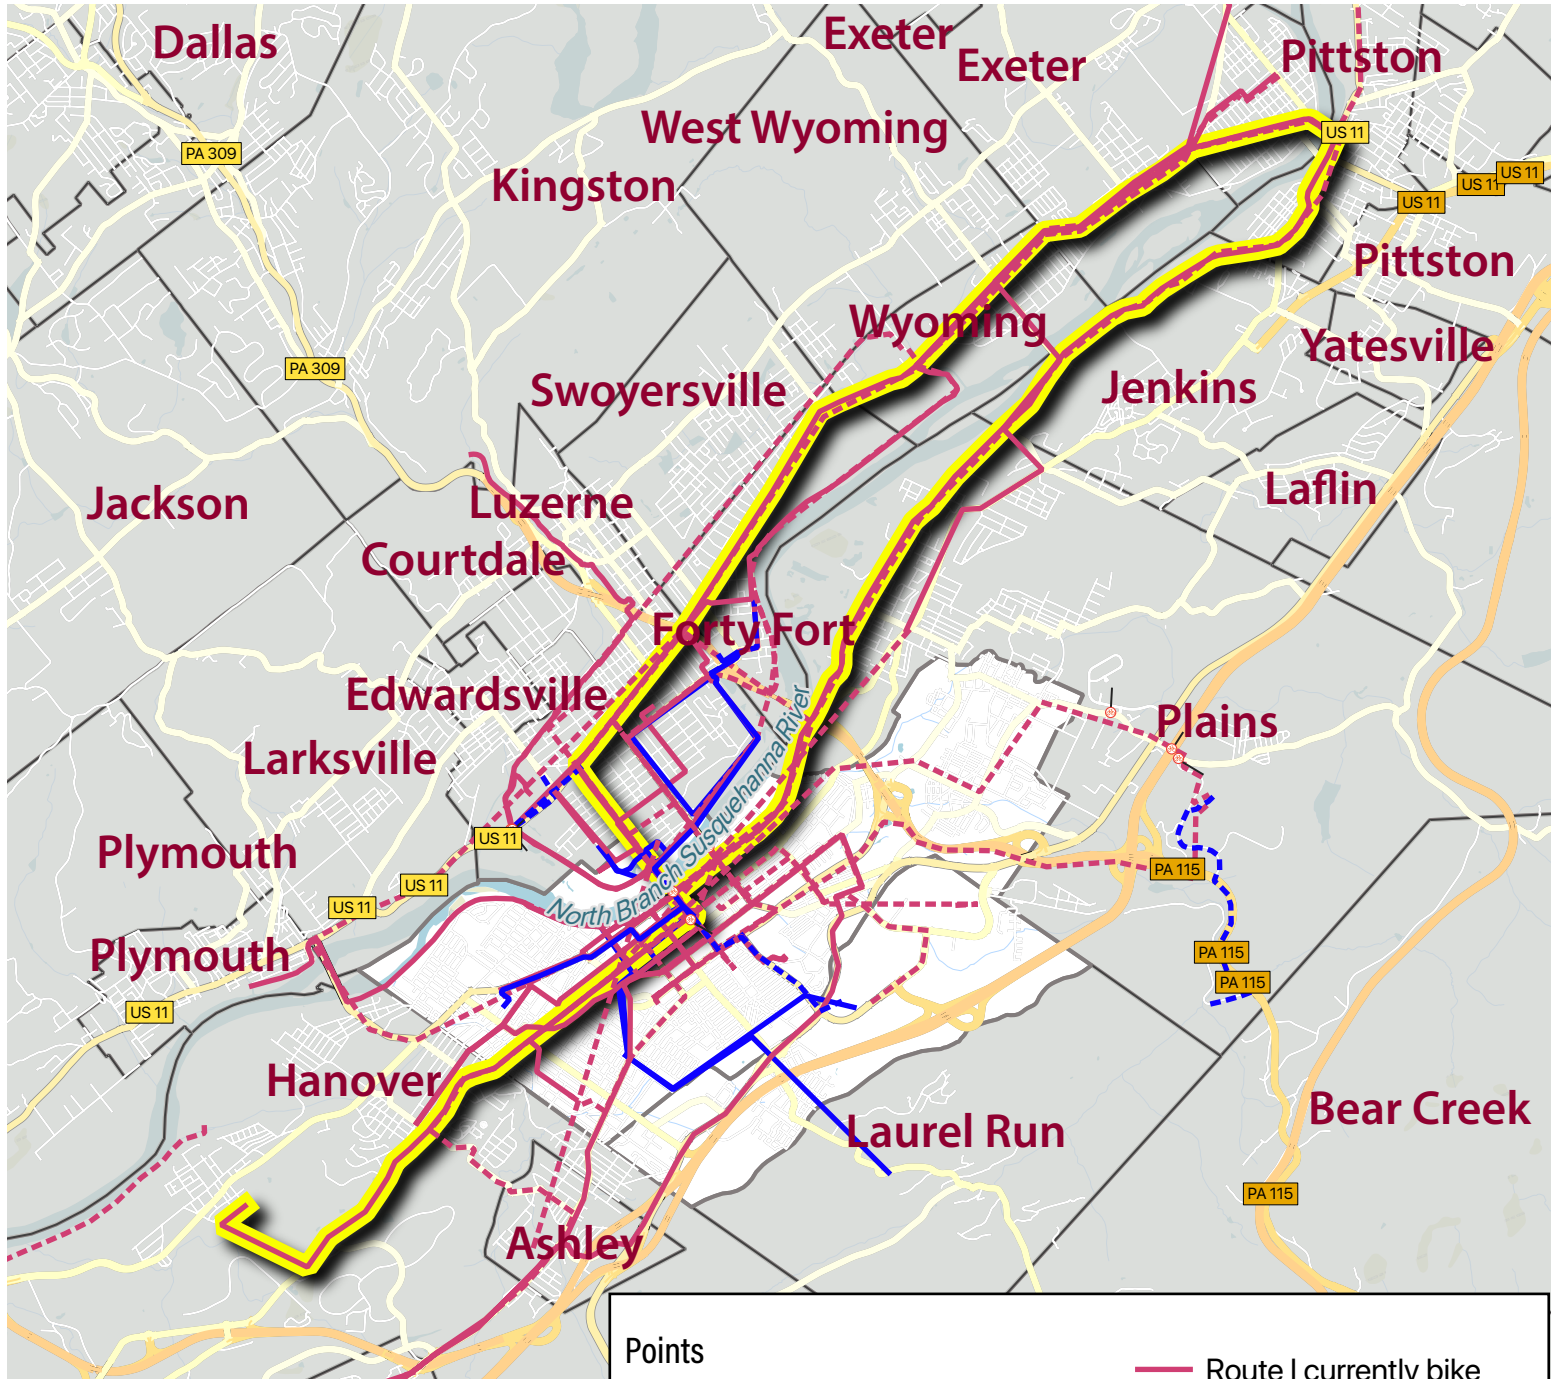 Dallas
Exeter
Exeter
Pittston
US 11
West Wyoming
PA 309
Kingston
US 11
US 11
US 11
Pittston
Wyoming
Yatesville
PA 309
Swoyersville
Jenkins
Jackson
Luzerne
Laflin
Courtdale
Forty Fort
Edwardsville
Plains
Larksville
North Branch Susquehanna River
US 11
Plymouth
PA 115
US 11
US 11
Plymouth
PA 115
PA 115
US 11
Hanover
Bear Creek
Laurel Run
PA 115
Ashley
Points
Route I currently bike